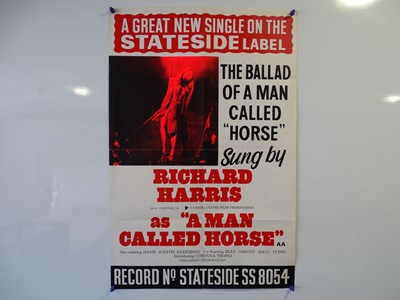 A GREAT NEW SINGLE ON THE
STATESIDE LABEL
THE BALLAD
OF A MAN
CALLED
"HORSE"
Sung by
RICHARD
HARRIS
as "A MAN
CALLED HORSE" AA
RECORD Nº STATESIDE SS 8054